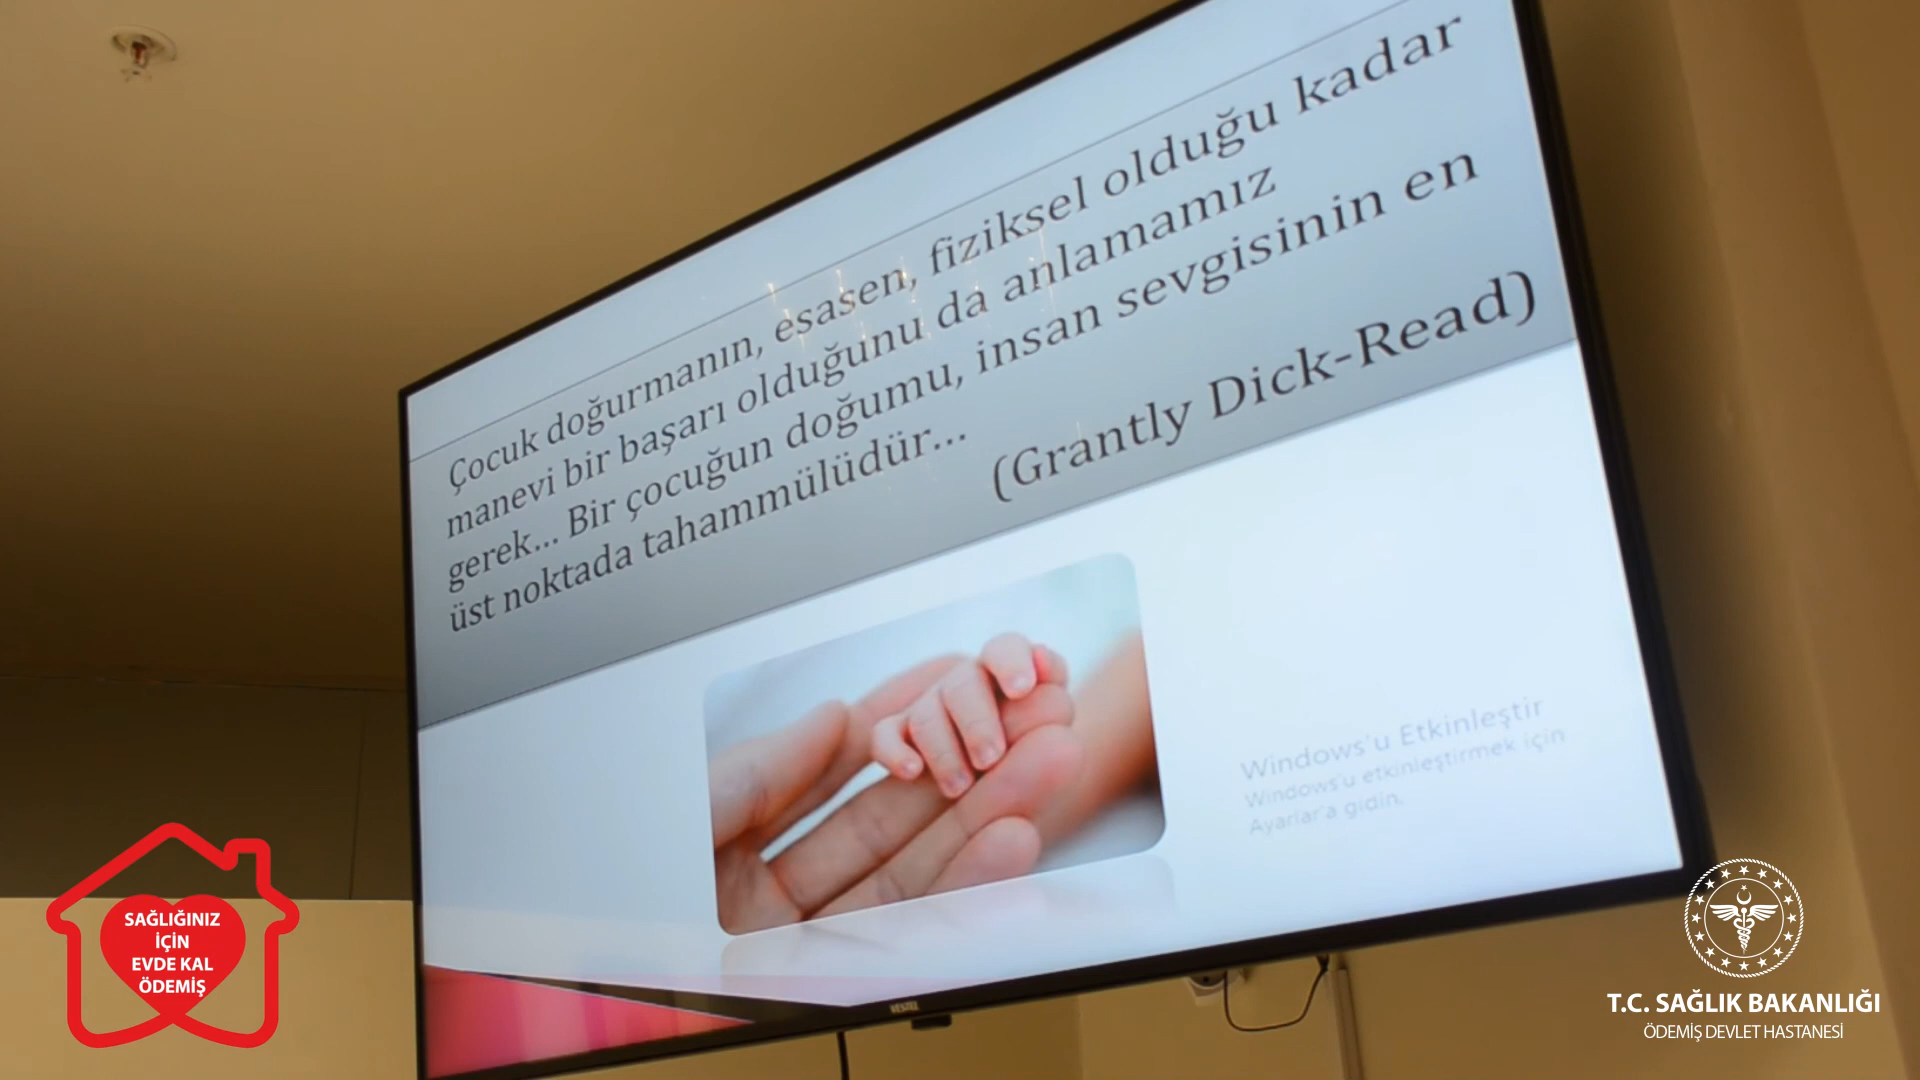 Çocuk doğurmanın, esasen, fiziksel olduğu kadar
manevi bir başarı olduğunu da anlamamız
gerek... Bir çocuğun doğumu, insan sevgisinin en
üst noktada tahammülüdür...
(Grantly Dick-Read)
Windows'u Etkinleştir
Windows'u etkinleştirmek için
Ayarlar'a gidin.
VESTEL
SAĞLIĞINIZ
İÇİN
EVDE KAL
ÖDEMİŞ
T.C. SAĞLIK BAKANLIĞI
ÖDEMİŞ DEVLET HASTANESİ